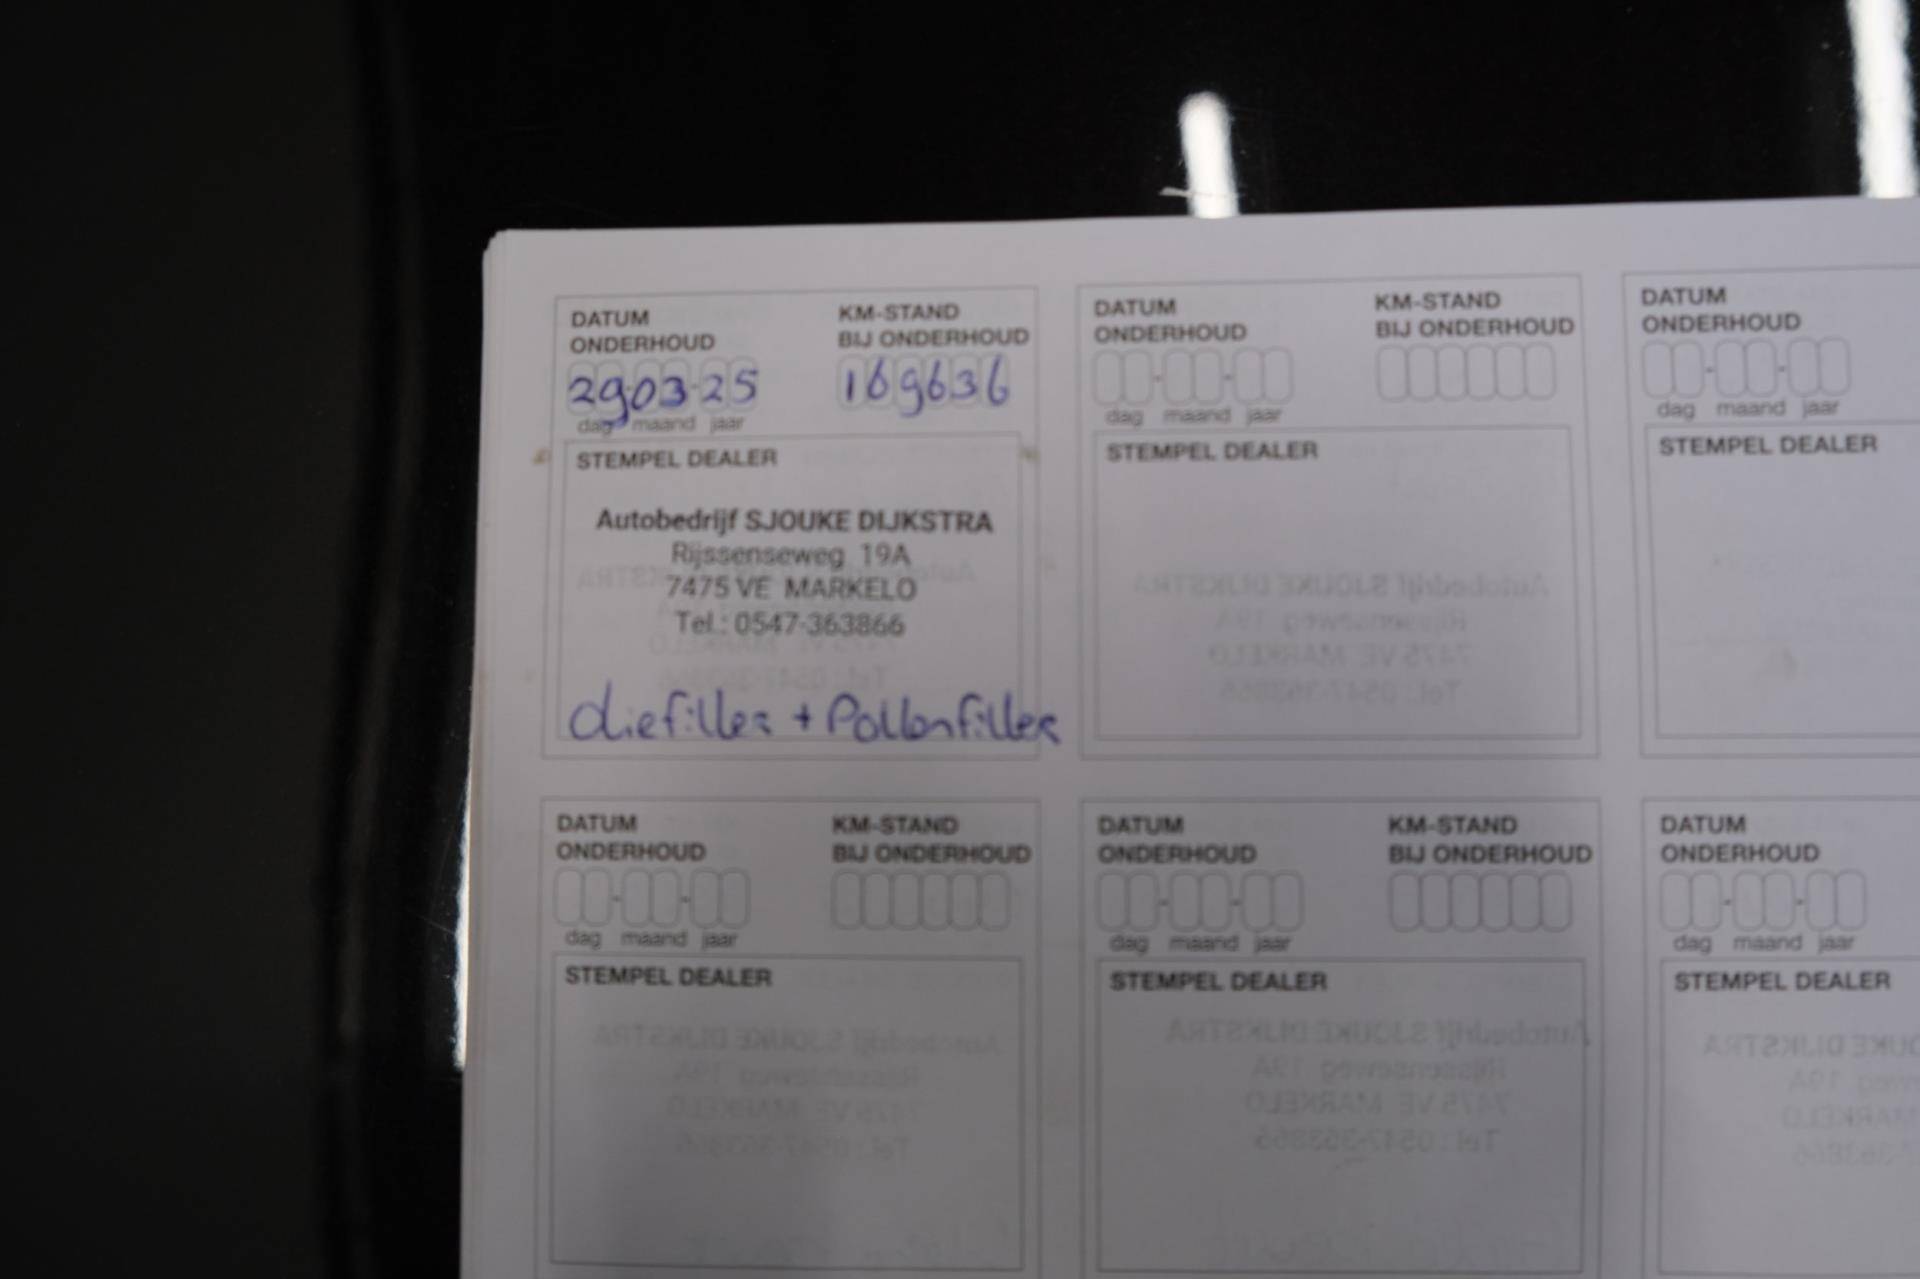 DATUM ONDERHOUD
KM-STAND BIJ ONDERHOUD
29-03-25
169636
dag maand jaar
STEMPEL DEALER
Autobedrijf SJOUKE DIJKSTRA
Rijssenseweg 19A
7475 VE MARKELO
Tel.: 0547-363866
oliefilter + Pollenfilter
DATUM ONDERHOUD
KM-STAND BIJ ONDERHOUD
dag maand jaar
STEMPEL DEALER
DATUM ONDERHOUD
dag maand jaar
STEMPEL DEALER
DATUM ONDERHOUD
KM-STAND BIJ ONDERHOUD
dag maand jaar
STEMPEL DEALER
DATUM ONDERHOUD
KM-STAND BIJ ONDERHOUD
dag maand jaar
STEMPEL DEALER
DATUM ONDERHOUD
dag maand jaar
STEMPEL DEALER